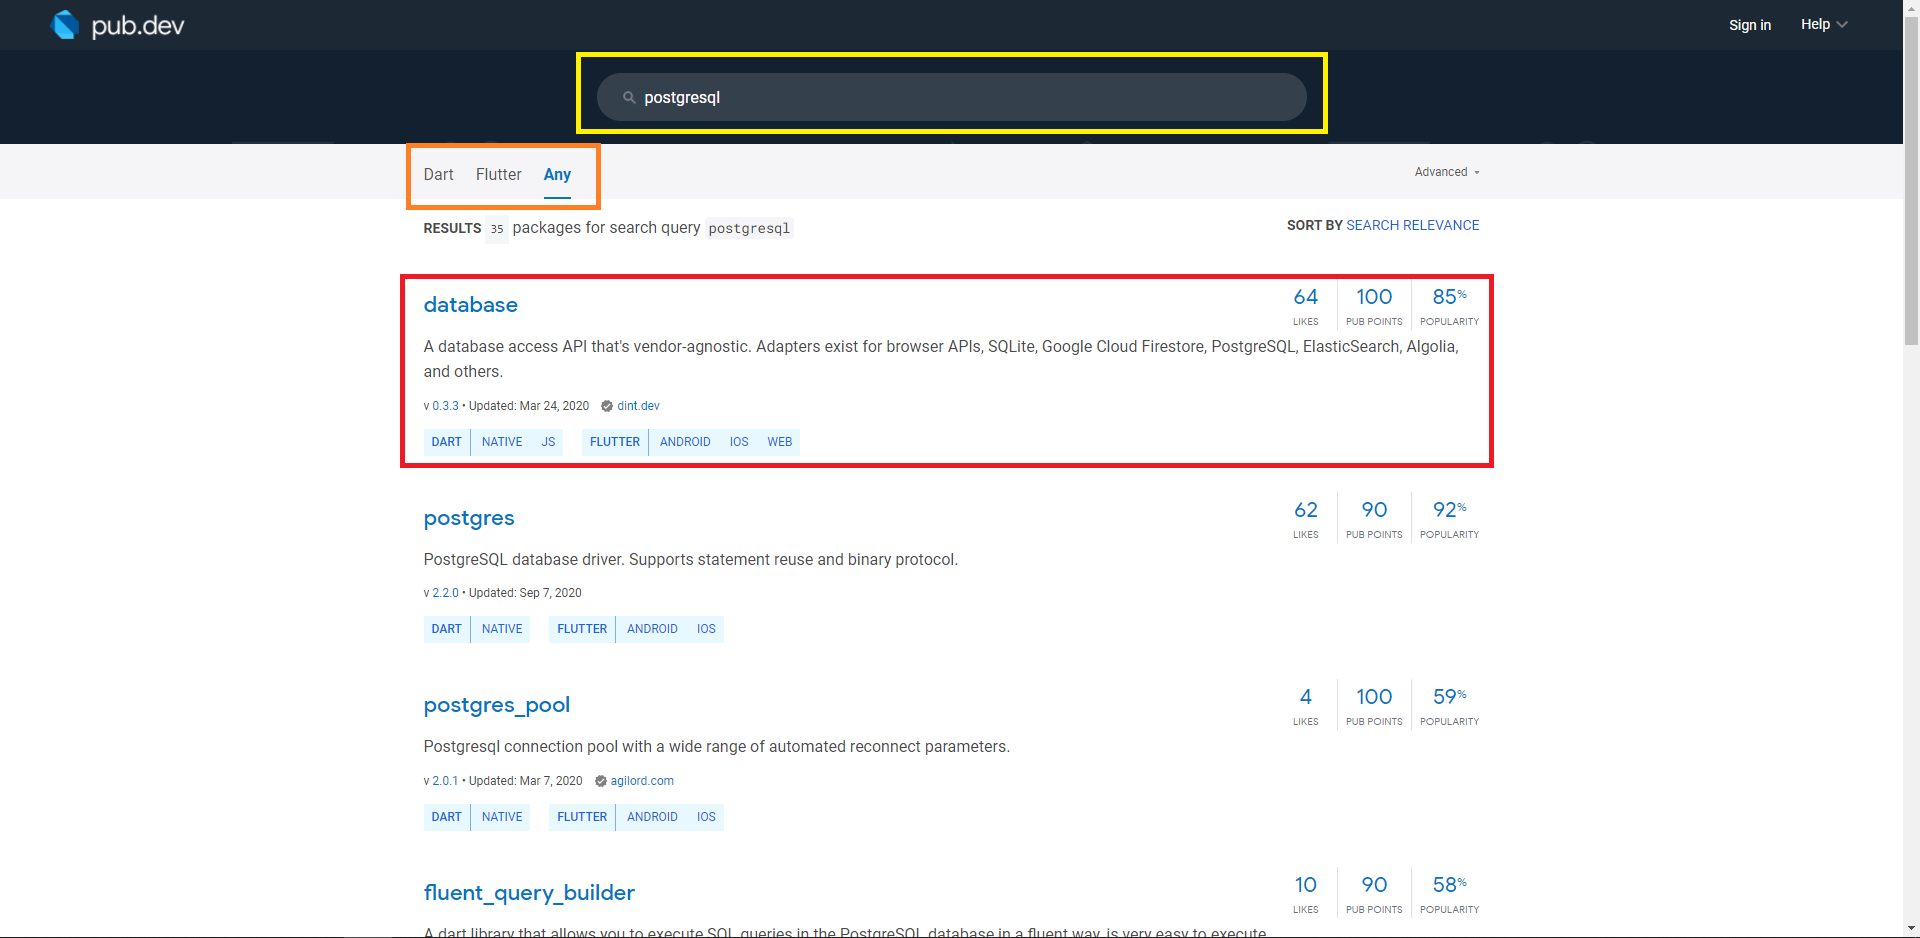 pub.dev
Sign in Help
postgresql
Dart Flutter Any
Advanced
RESULTS 35 packages for search query postgresql
SORT BY SEARCH RELEVANCE
database
64 100 85%
LIKES PUB POINTS POPULARITY
A database access API that's vendor-agnostic. Adapters exist for browser APIs, SQLite, Google Cloud Firestore, PostgreSQL, ElasticSearch, Algolia,
and others.
v 0.3.3 • Updated: Mar 24, 2020 dint.dev
DART NATIVE JS FLUTTER ANDROID IOS WEB
postgres
62 90 92%
LIKES PUB POINTS POPULARITY
PostgreSQL database driver. Supports statement reuse and binary protocol.
v 2.2.0 • Updated: Sep 7, 2020
DART NATIVE FLUTTER ANDROID IOS
postgres_pool
4 100 59%
LIKES PUB POINTS POPULARITY
Postgresql connection pool with a wide range of automated reconnect parameters.
v 2.0.1 • Updated: Mar 7, 2020 agilord.com
DART NATIVE FLUTTER ANDROID IOS
fluent_query_builder
10 90 58%
LIKES PUB POINTS POPULARITY
A dart library that allows you to execute SQL queries in the PostgreSQL database in a fluent way, is very easy to execute